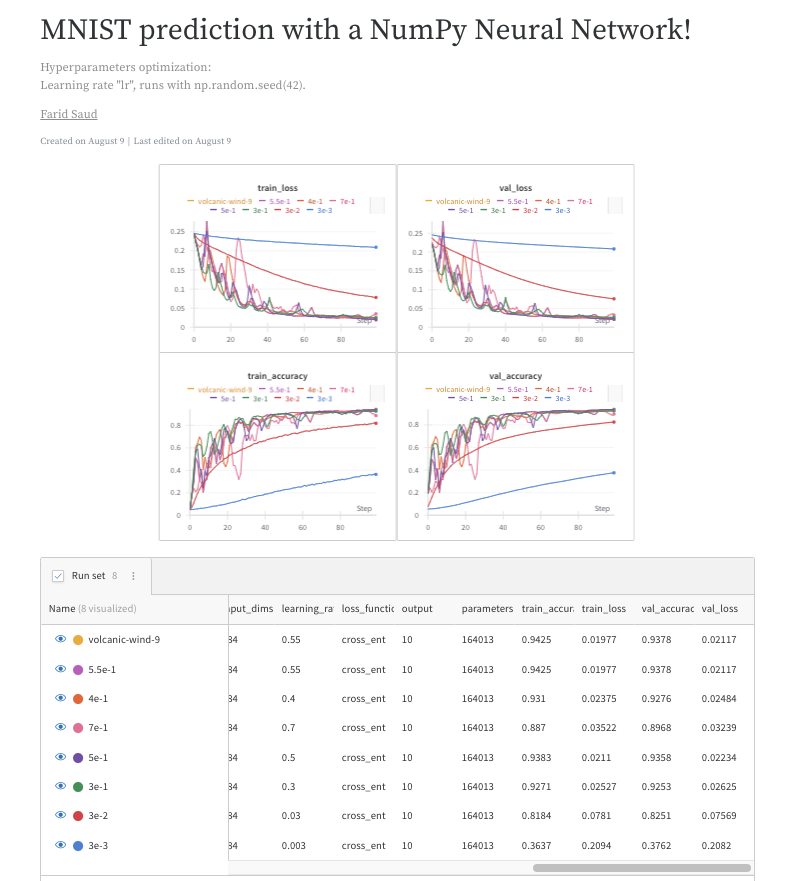 MNIST prediction with a NumPy Neural Network!
Hyperparameters optimization:
Learning rate "lr", runs with np.random.seed(42).
Farid Saud
Created on August 9 | Last edited on August 9
train_loss
volcanic-wind-9 5.5e-1 4e-1 7e-1
5e-1 3e-1 3e-2 3e-3
0.25
0.2
0.15
0.1
0.05
0
0 20 40 60 80
Step
val_loss
volcanic-wind-9 5.5e-1 4e-1 7e-1
5e-1 3e-1 3e-2 3e-3
0.25
0.2
0.15
0.1
0.05
0
0 20 40 60 80
Step
train_accuracy
volcanic-wind-9 5.5e-1 4e-1 7e-1
5e-1 3e-1 3e-2 3e-3
0.8
0.6
0.4
0.2
0
0 20 40 60 80
Step
val_accuracy
volcanic-wind-9 5.5e-1 4e-1 7e-1
5e-1 3e-1 3e-2 3e-3
0.8
0.6
0.4
0.2
0
0 20 40 60 80
Step
Run set 8
Name (8 visualized) put_dims learning_ra loss_functio output parameters train_accura train_loss val_accurac val_loss
volcanic-wind-9 84 0.55 cross_ent 10 164013 0.9425 0.01977 0.9378 0.02117
5.5e-1 84 0.55 cross_ent 10 164013 0.9425 0.01977 0.9378 0.02117
4e-1 84 0.4 cross_ent 10 164013 0.931 0.02375 0.9276 0.02484
7e-1 84 0.7 cross_ent 10 164013 0.887 0.03522 0.8968 0.03239
5e-1 84 0.5 cross_ent 10 164013 0.9383 0.0211 0.9358 0.02234
3e-1 84 0.3 cross_ent 10 164013 0.9271 0.02527 0.9253 0.02625
3e-2 84 0.03 cross_ent 10 164013 0.8184 0.0781 0.8251 0.07569
3e-3 84 0.003 cross_ent 10 164013 0.3637 0.2094 0.3762 0.2082